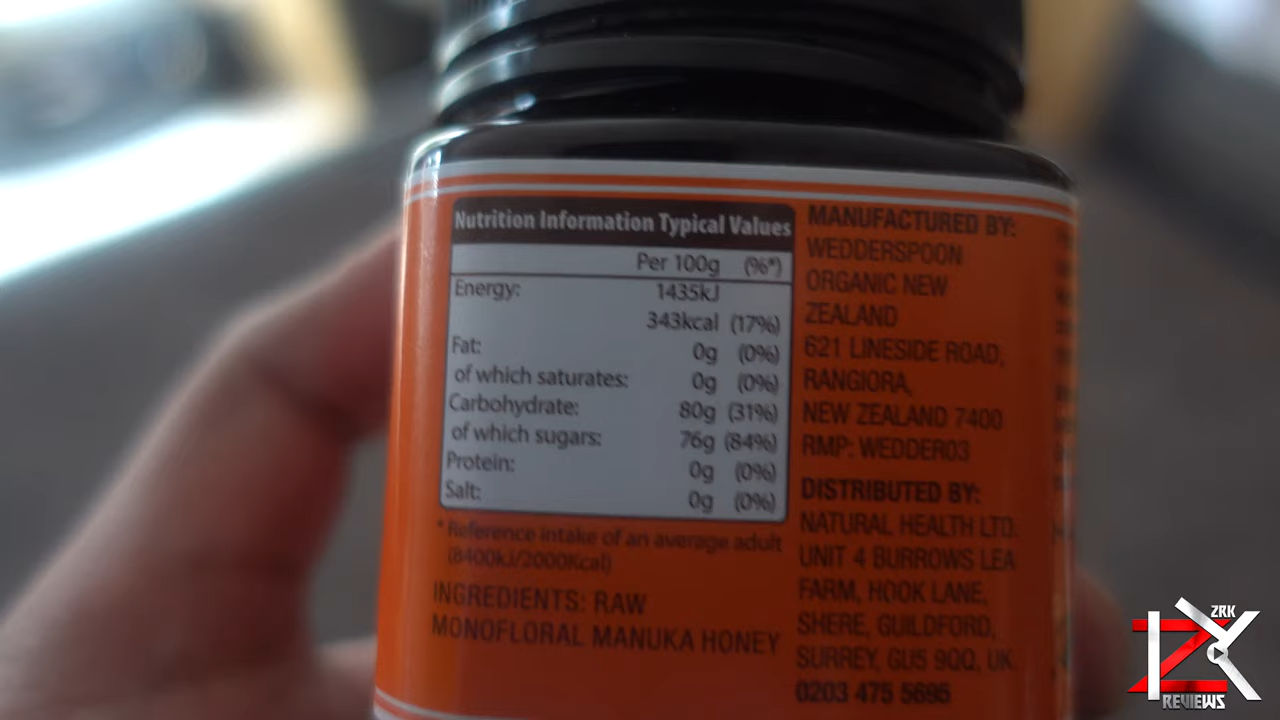 Nutrition Information Typical Values
Per 100g (%*)
Energy: 1435kJ
343kcal (17%)
Fat: 0g (0%)
of which saturates: 0g (0%)
Carbohydrate: 80g (31%)
of which sugars: 76g (84%)
Protein: 0g (0%)
Salt: 0g (0%)
* Reference intake of an average adult
(8400kJ/2000Kcal)
INGREDIENTS: RAW
MONOFLORAL MANUKA HONEY
MANUFACTURED BY:
WEDDERSPOON
ORGANIC NEW
ZEALAND
621 LINESIDE ROAD,
RANGIORA,
NEW ZEALAND 7400
RMP: WEDDER03
DISTRIBUTED BY:
NATURAL HEALTH LTD.
UNIT 4 BURROWS LEA
FARM, HOOK LANE,
SHERE, GUILDFORD,
SURREY, GU5 9QQ, UK.
0203 475 5695
ZRK
REVIEWS